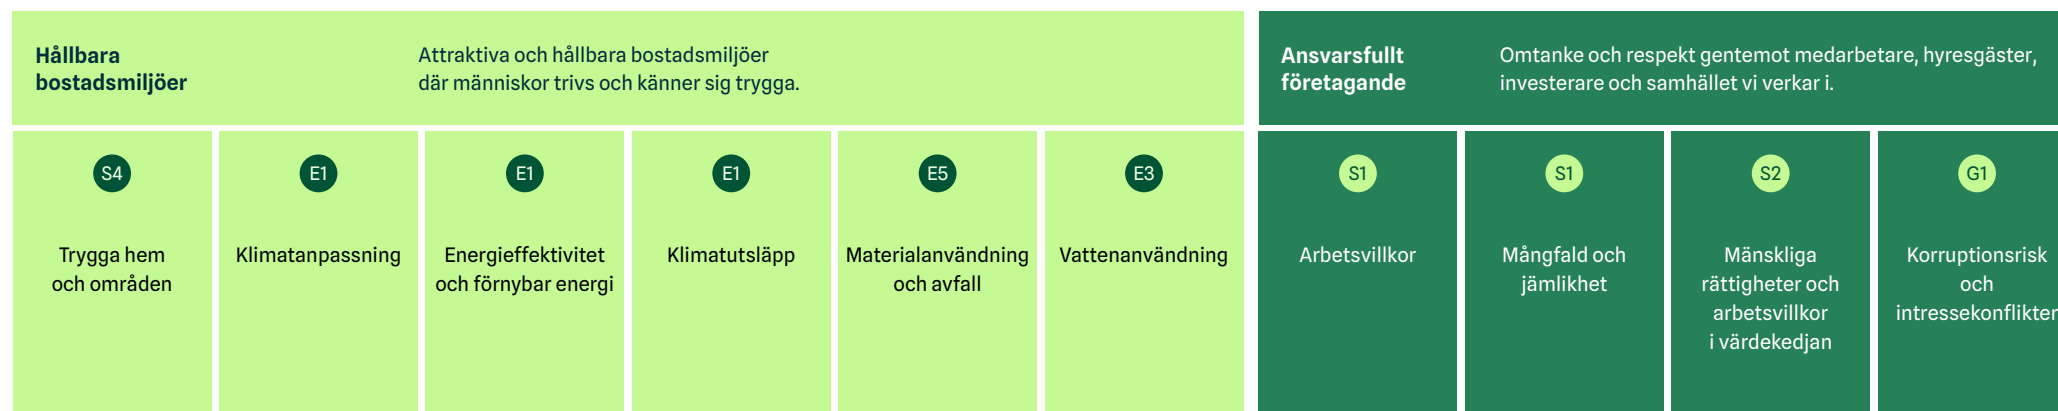 Hållbara
bostadsmiljöer
Attraktiva och hållbara bostadsmiljöer
där människor trivs och känner sig trygga.
Ansvarsfullt
företagande
Omtanke och respekt gentemot medarbetare, hyresgäster,
investerare och samhället vi verkar i.
S4
Trygga hem
och områden
E1
Klimatanpassning
E1
Energieffektivitet
och förnybar energi
E1
Klimatutsläpp
E5
Materialanvändning
och avfall
E3
Vattenanvändning
S1
Arbetsvillkor
S1
Mångfald och
jämlikhet
S2
Mänskliga
rättigheter och
arbetsvillkor
i värdekedjan
G1
Korruptionsrisk
och
intressekonflikter